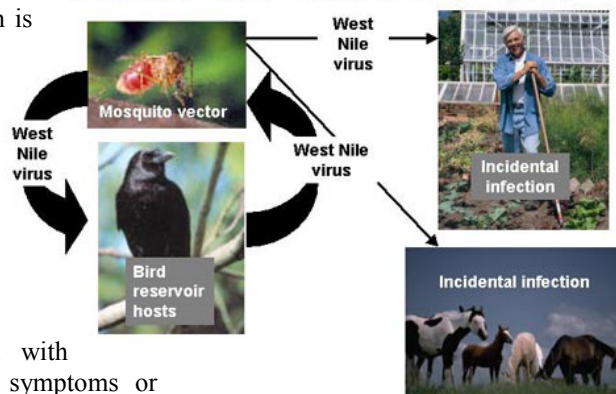 n is
West
Nile
virus
Mosquito vector
West
Nile
virus
West Nile
virus
Incidental
infection
Bird
reservoir
hosts
Incidental infection
with
symptoms or